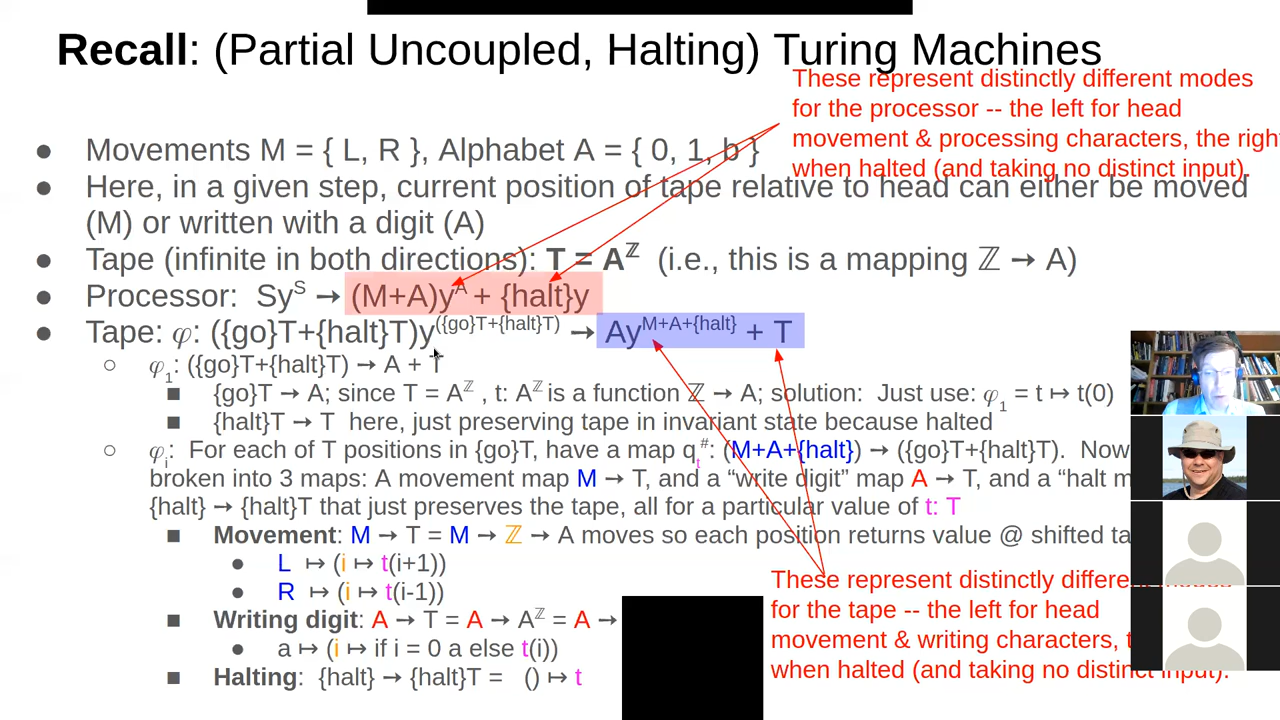 Recall: (Partial Uncoupled, Halting) Turing Machines
These represent distinctly different modes
for the processor -- the left for head
movement & processing characters, the right
when halted (and taking no distinct input).
● Movements M = { L, R }, Alphabet A = { 0, 1, b }
● Here, in a given step, current position of tape relative to head can either be moved
(M) or written with a digit (A)
● Tape (infinite in both directions): T = A^ℤ (i.e., this is a mapping ℤ → A)
● Processor: Sy^S → (M+A)y^A + {halt}y
● Tape: φ: ({go}T+{halt}T)y^({go}T+{halt}T) → Ay^M+A+{halt} + T
○ φ₁: ({go}T+{halt}T) → A + T
■ {go}T → A; since T = A^ℤ , t: A^ℤ is a function ℤ → A; solution: Just use: φ₁ = t ↦ t(0)
■ {halt}T → T here, just preserving tape in invariant state because halted
○ φᵢ: For each of T positions in {go}T, have a map q_t^#: (M+A+{halt}) → ({go}T+{halt}T). Now
broken into 3 maps: A movement map M → T, and a “write digit” map A → T, and a “halt
{halt} → {halt}T that just preserves the tape, all for a particular value of t: T
■ Movement: M → T = M → ℤ → A moves so each position returns value @ shifted
● L ↦ (i ↦ t(i+1))
● R ↦ (i ↦ t(i-1))
■ Writing digit: A → T = A → A^ℤ = A →
● a ↦ (i ↦ if i = 0 a else t(i))
■ Halting: {halt} → {halt}T = () ↦ t
These represent distinctly
for the tape -- the left for head
movement & writing characters,
when halted (and taking no distinct input).